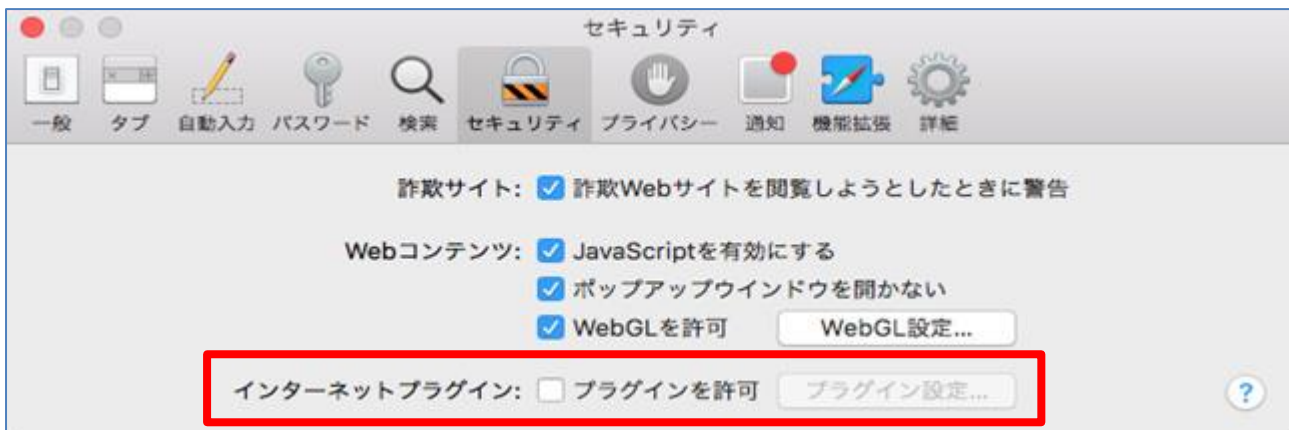 セキュリティ
一般 タブ 自動入力 パスワード 検索 セキュリティ プライバシー 通知 機能拡張 詳細
詐欺サイト: 詐欺Webサイトを閲覧しようとしたときに警告
Webコンテンツ: JavaScriptを有効にする
ポップアップウインドウを開かない
WebGLを許可 WebGL設定...
インターネットプラグイン: プラグインを許可 プラグイン設定...
?